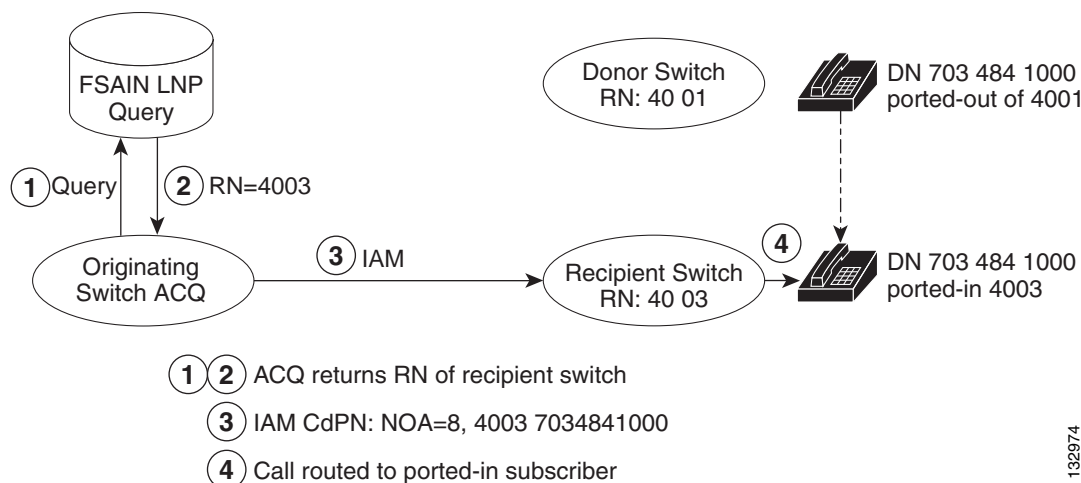 FSAIN LNP
Query
Donor Switch
RN: 40 01
DN 703 484 1000
ported-out of 4001
1 Query
2 RN=4003
Originating
Switch ACQ
3 IAM
Recipient Switch
RN: 40 03
4
DN 703 484 1000
ported-in 4003
1 2 ACQ returns RN of recipient switch
3 IAM CdPN: NOA=8, 4003 7034841000
4 Call routed to ported-in subscriber
132974